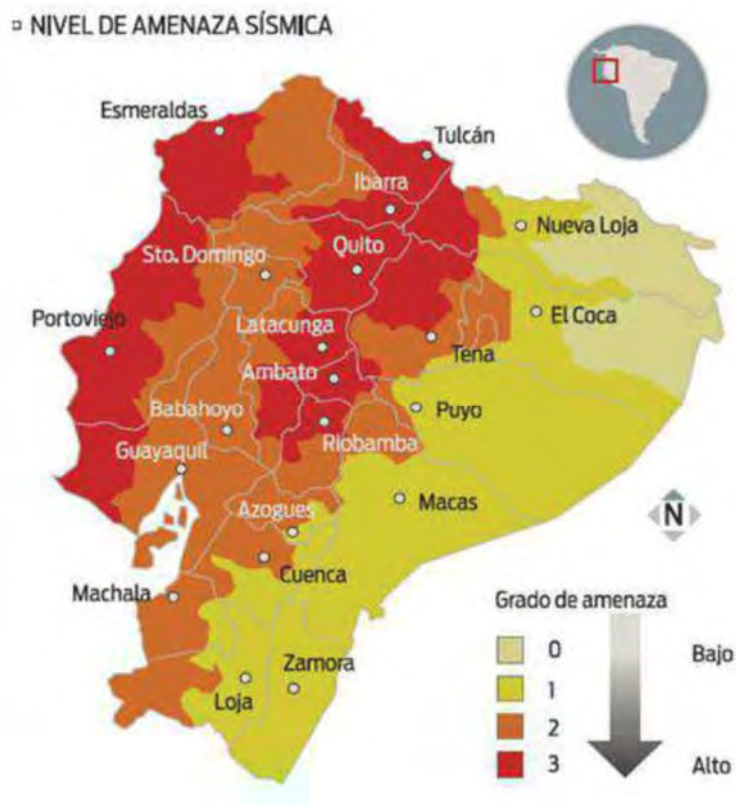 NIVEL DE AMENAZA SÍSMICA
Esmeraldas
Tulcán
Ibarra
Nueva Loja
Sto. Domingo
Quito
Portoviejo
El Coca
Latacunga
Tena
Ambato
Babahoyo
Puyo
Riobamba
Guayaquil
Macas
Azogues
N
Cuenca
Machala
Zamora
Loja
Grado de amenaza
0
Bajo
1
2
3
Alto